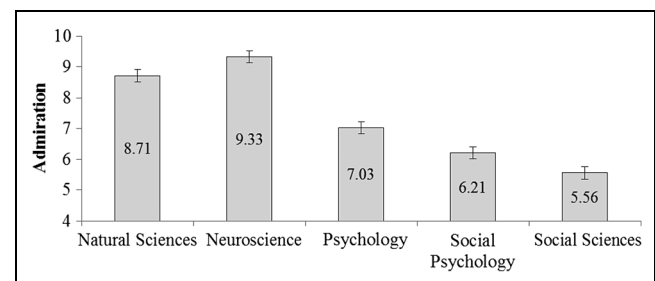 10
9
8
7
6
5
4
Admiration
8.71
9.33
7.03
6.21
5.56
Natural Sciences
Neuroscience
Psychology
Social
Psychology
Social Sciences